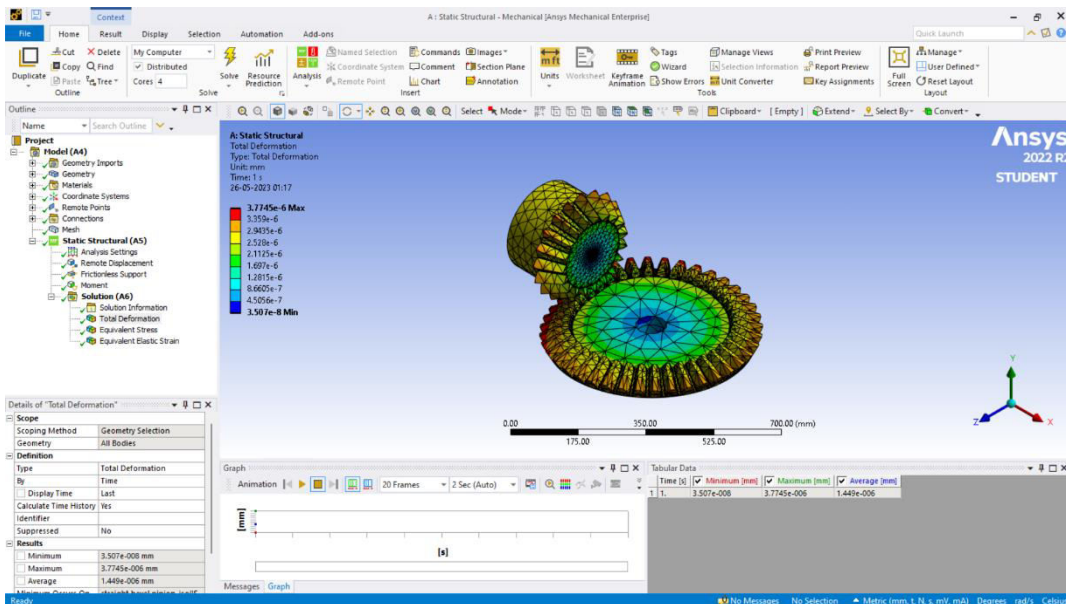 Context
A : Static Structural - Mechanical [Ansys Mechanical Enterprise]
File Home Result Display Selection Automation Add-ons Quick Launch
Duplicate Cut Copy Paste Delete Find Tree
Outline
My Computer
Distributed
Cores 4
Solve Resource Prediction
Solve
Analysis Named Selection Coordinate System Remote Point Commands Comment Chart Images Section Plane Annotation
Insert
Units Worksheet Keyframe Animation Tags Wizard Show Errors Manage Views Selection Information Unit Converter Print Preview Report Preview Key Assignments
Tools
Full Screen Manage User Defined Reset Layout
Layout
Outline
Name Search Outline
Select Mode Clipboard [ Empty ] Extend Select By Convert
Project
Model (A4)
Geometry Imports
Geometry
Materials
Coordinate Systems
Remote Points
Connections
Mesh
Static Structural (A5)
Analysis Settings
Remote Displacement
Frictionless Support
Moment
Solution (A6)
Solution Information
Total Deformation
Equivalent Stress
Equivalent Elastic Strain
A: Static Structural
Total Deformation
Type: Total Deformation
Unit: mm
Time: 1 s
26-05-2023 01:17
3.7745e-6 Max
3.359e-6
2.9435e-6
2.528e-6
2.1125e-6
1.697e-6
1.2815e-6
8.6605e-7
4.5056e-7
3.507e-8 Min
Ansys
2022 R2
STUDENT
0.00 350.00 700.00 (mm)
175.00 525.00
Y
Z X
Details of "Total Deformation"
Scope
Scoping Method Geometry Selection
Geometry All Bodies
Definition
Type Total Deformation
By Time
Display Time Last
Calculate Time History Yes
Identifier
Suppressed No
Results
Minimum 3.507e-008 mm
Maximum 3.7745e-006 mm
Average 1.449e-006 mm
Graph
Animation 20 Frames 2 Sec (Auto)
[mm]
[s]
Messages Graph
Tabular Data
Time [s] Minimum [mm] Maximum [mm] Average [mm]
1 1. 3.507e-008 3.7745e-006 1.449e-006
Ready No Messages No Selection Metric (mm, t, N, s, mV, mA) Degrees rad/s Celsius